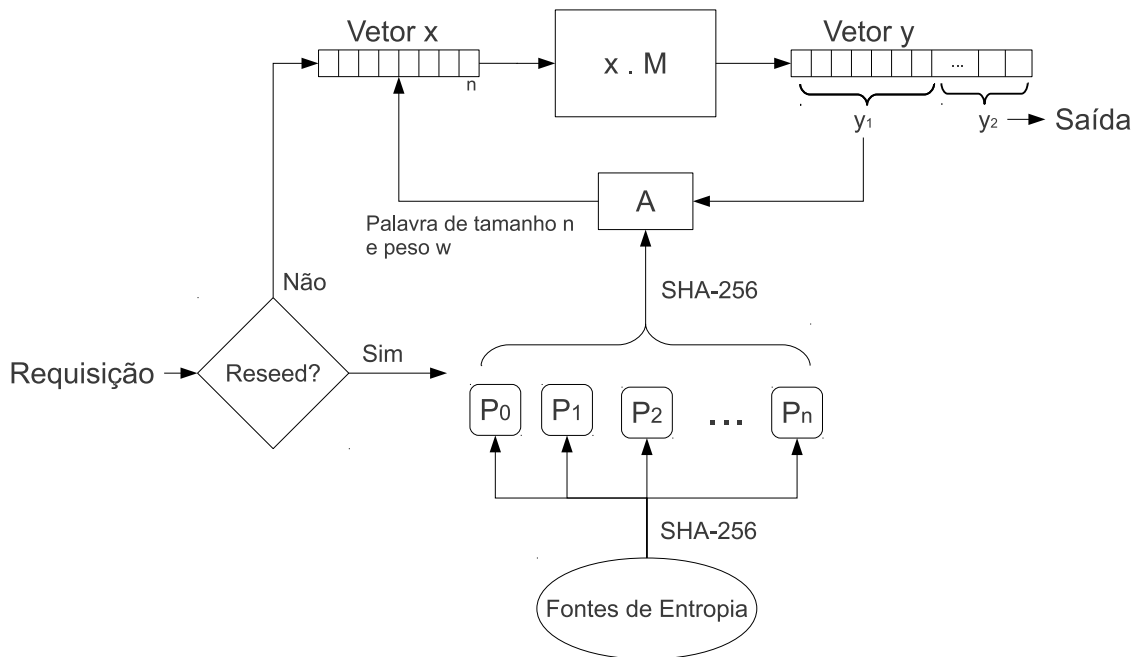 Vetor x
n
x . M
Vetor y
...
y1
y2
Saída
A
Palavra de tamanho n
e peso w
SHA-256
Não
Requisição
Reseed?
Sim
P0
P1
P2
...
Pn
SHA-256
Fontes de Entropia